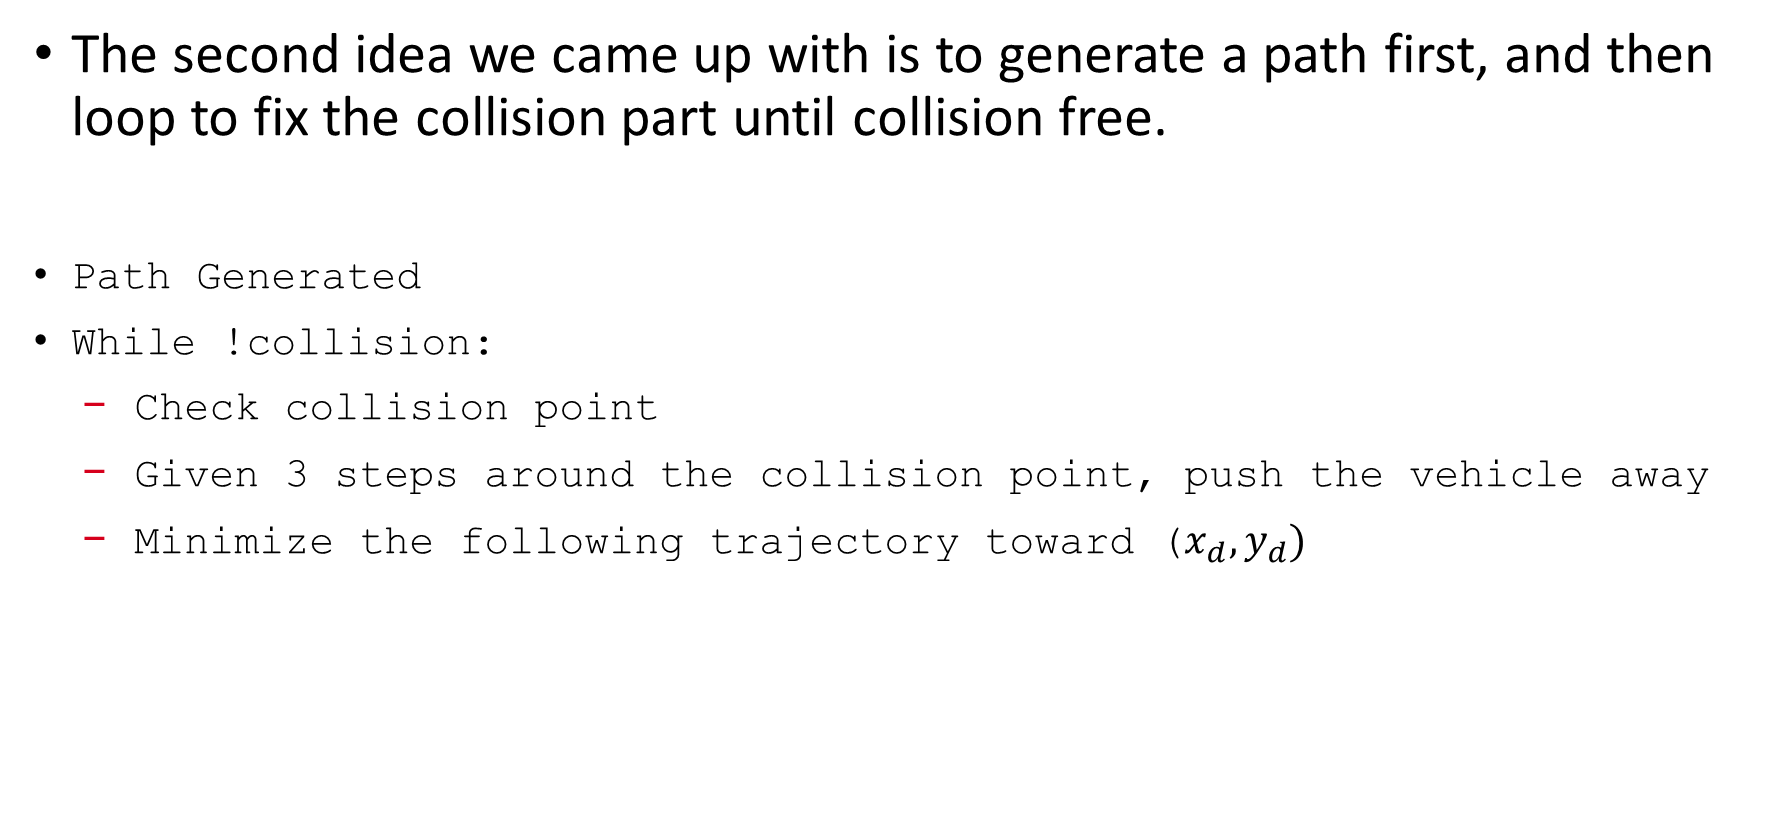 • The second idea we came up with is to generate a path first, and then
loop to fix the collision part until collision free.
• Path Generated
• While !collision:
– Check collision point
– Given 3 steps around the collision point, push the vehicle away
– Minimize the following trajectory toward (x_d, y_d)